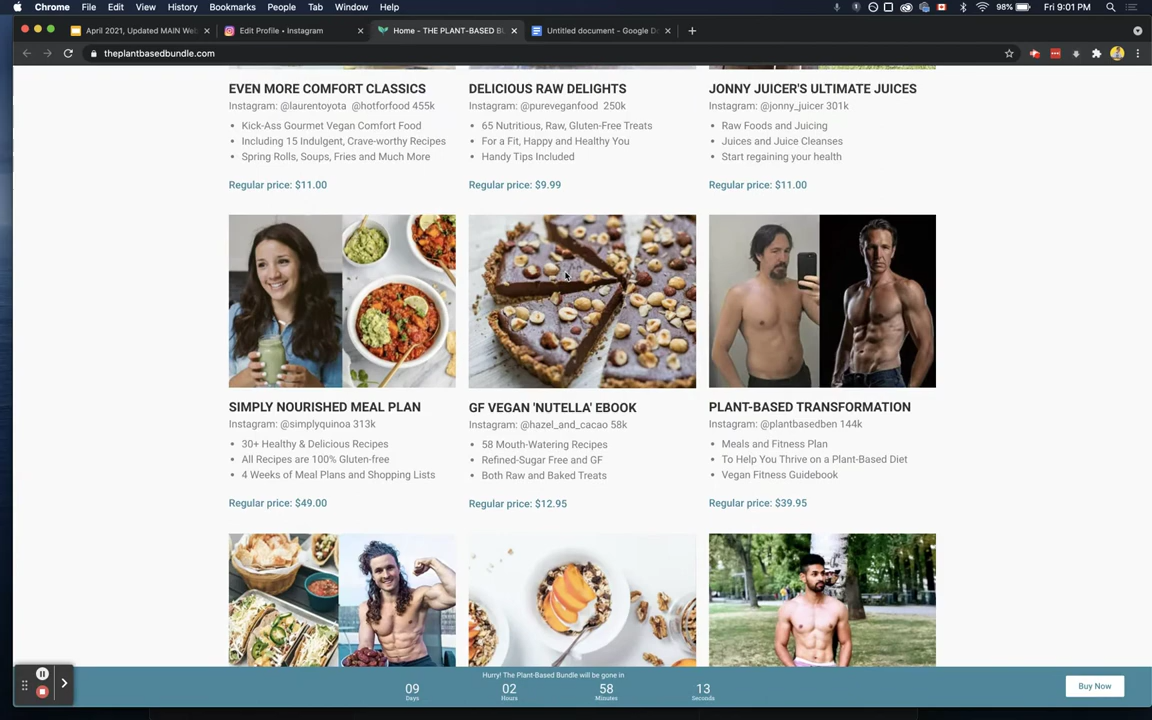 Chrome File Edit View History Bookmarks People Tab Window Help 98% Fri 9:01 PM
April 2021, Updated MAIN We Edit Profile • Instagram Home - THE PLANT-BASED BU Untitled document - Google D
theplantbasedbundle.com
EVEN MORE COMFORT CLASSICS
Instagram: @laurentoyota @hotforfood 455k
• Kick-Ass Gourmet Vegan Comfort Food
• Including 15 Indulgent, Crave-worthy Recipes
• Spring Rolls, Soups, Fries and Much More
Regular price: $11.00
DELICIOUS RAW DELIGHTS
Instagram: @pureveganfood 250k
• 65 Nutritious, Raw, Gluten-Free Treats
• For a Fit, Happy and Healthy You
• Handy Tips Included
Regular price: $9.99
JONNY JUICER'S ULTIMATE JUICES
Instagram: @jonny_juicer 301k
• Raw Foods and Juicing
• Juices and Juice Cleanses
• Start regaining your health
Regular price: $11.00
SIMPLY NOURISHED MEAL PLAN
Instagram: @simplyquinoa 313k
• 30+ Healthy & Delicious Recipes
• All Recipes are 100% Gluten-free
• 4 Weeks of Meal Plans and Shopping Lists
Regular price: $49.00
GF VEGAN 'NUTELLA' EBOOK
Instagram: @hazel_and_cacao 58k
• 58 Mouth-Watering Recipes
• Refined-Sugar Free and GF
• Both Raw and Baked Treats
Regular price: $12.95
PLANT-BASED TRANSFORMATION
Instagram: @plantbasedben 144k
• Meals and Fitness Plan
• To Help You Thrive on a Plant-Based Diet
• Vegan Fitness Guidebook
Regular price: $39.95
Hurry! The Plant-Based Bundle will be gone in
09 02 58 13
Days Hours Minutes Seconds
Buy Now